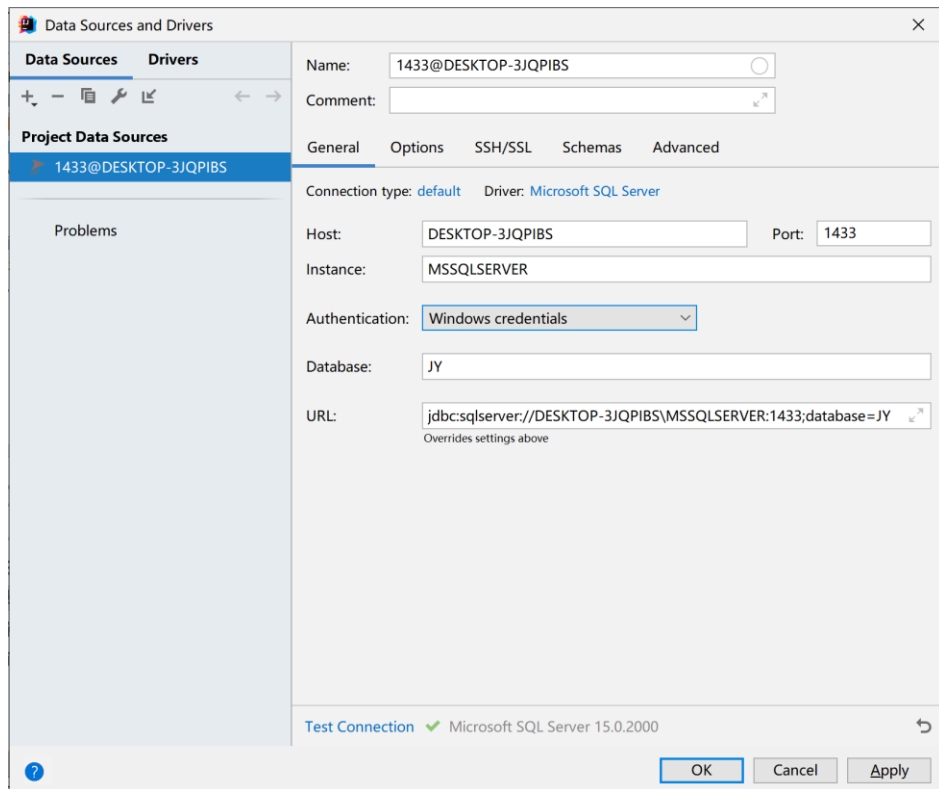 Data Sources and Drivers
Data Sources Drivers
Project Data Sources
1433@DESKTOP-3JQPIBS
Problems
Name: 1433@DESKTOP-3JQPIBS
Comment:
General Options SSH/SSL Schemas Advanced
Connection type: default Driver: Microsoft SQL Server
Host: DESKTOP-3JQPIBS Port: 1433
Instance: MSSQLSERVER
Authentication: Windows credentials
Database: JY
URL: jdbc:sqlserver://DESKTOP-3JQPIBS\MSSQLSERVER:1433;database=JY
Overrides settings above
Test Connection ✔ Microsoft SQL Server 15.0.2000
? OK Cancel Apply